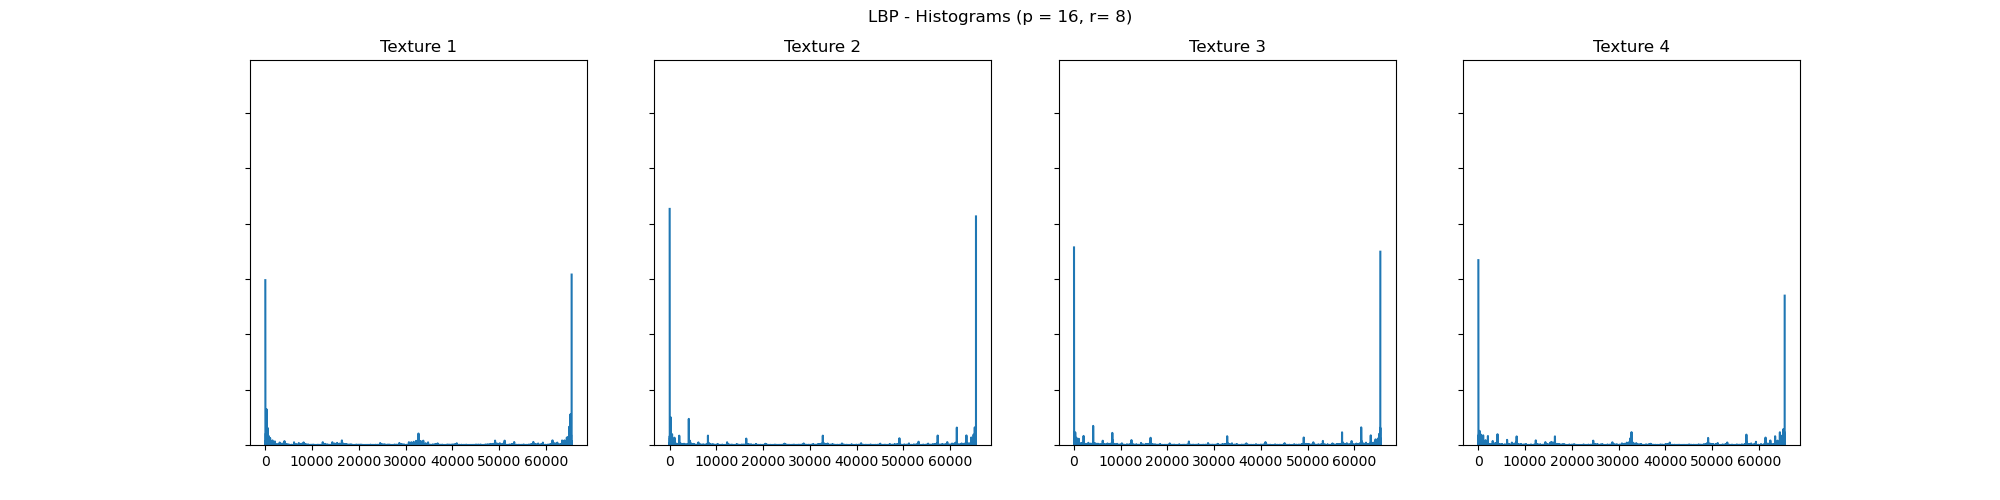 LBP - Histograms (p = 16, r= 8)
Texture 1 Texture 2 Texture 3 Texture 4
0 10000 20000 30000 40000 50000 60000 0 10000 20000 30000 40000 50000 60000 0 10000 20000 30000 40000 50000 60000 0 10000 20000 30000 40000 50000 60000